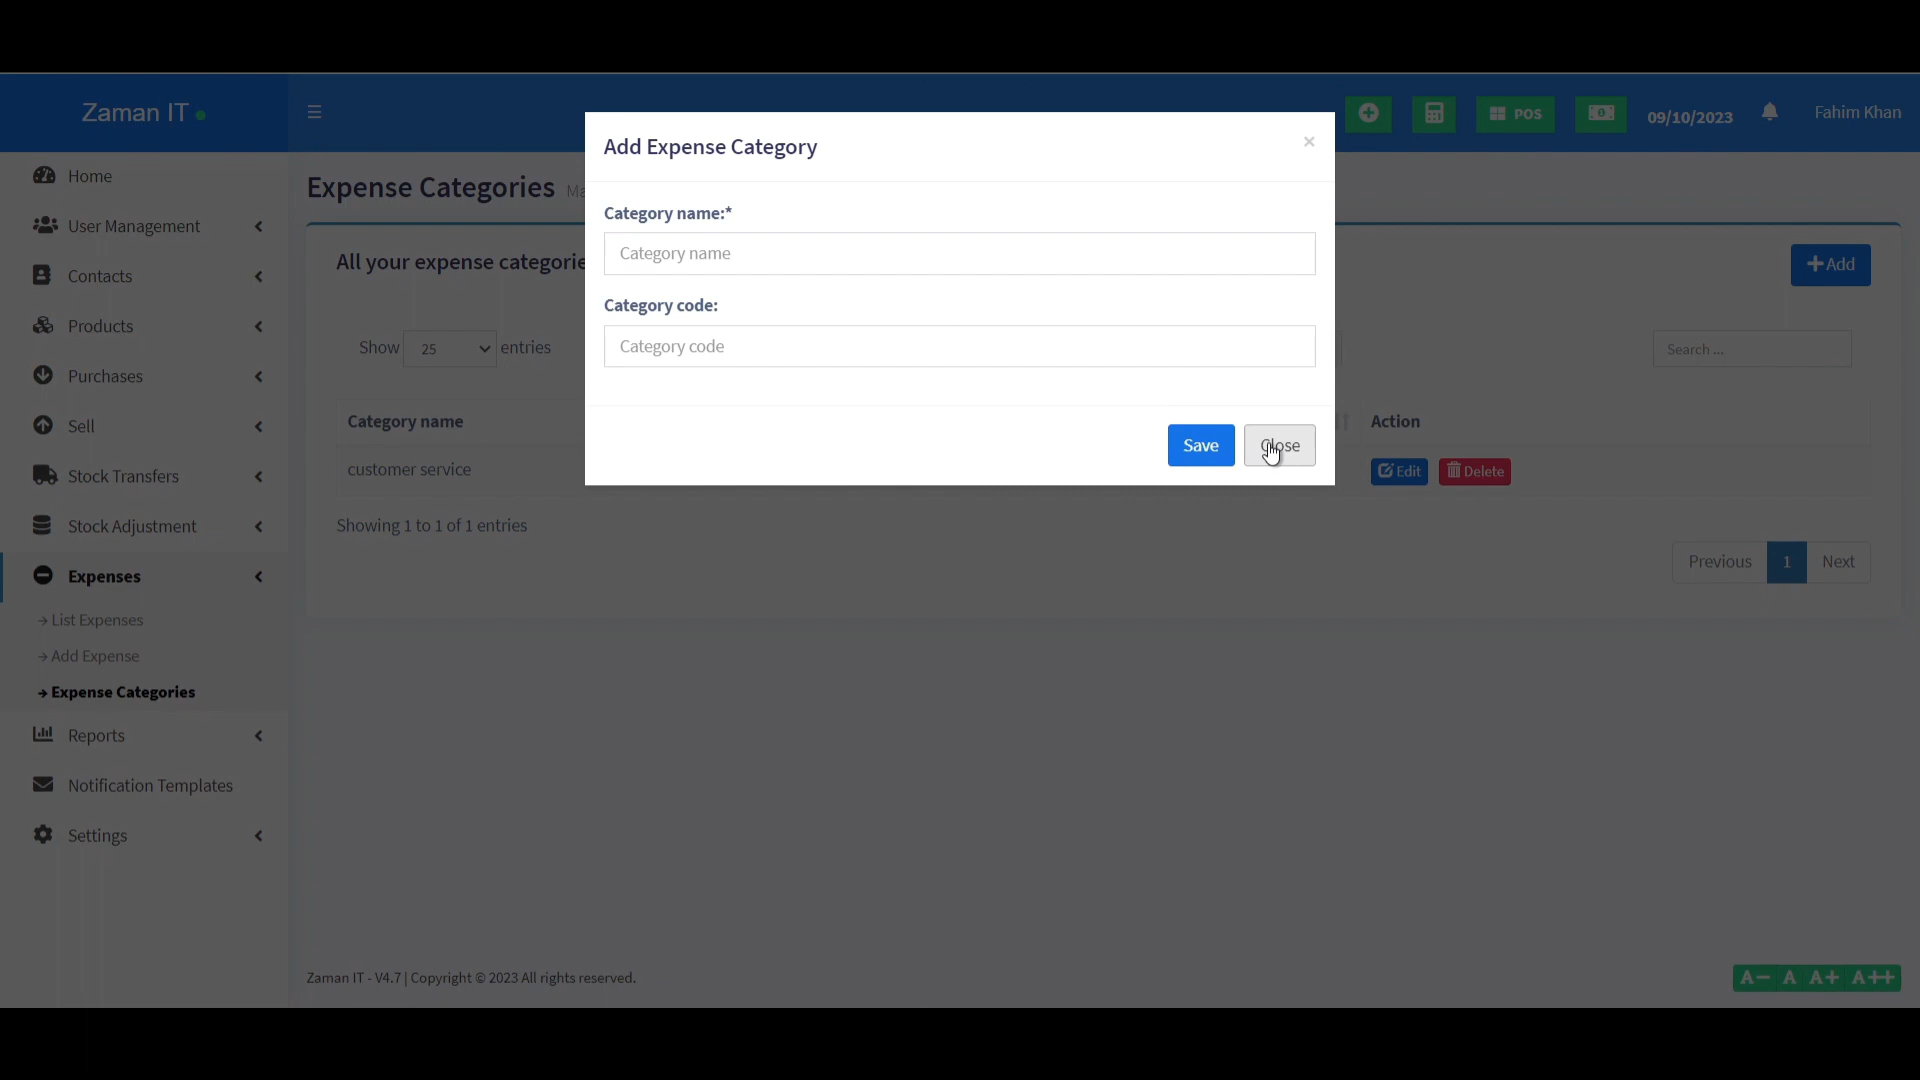 Zaman IT
POS
09/10/2023
Fahim Khan
Home
User Management
Contacts
Products
Purchases
Sell
Stock Transfers
Stock Adjustment
Expenses
→ List Expenses
→ Add Expense
→ Expense Categories
Reports
Notification Templates
Settings
Expense Categories
All your expense categorie
+Add
Show 25 entries
Search ...
Category name
Action
customer service
Edit Delete
Showing 1 to 1 of 1 entries
Previous 1 Next
Add Expense Category
×
Category name:*
Category name
Category code:
Category code
Save Close
Zaman IT - V4.7 | Copyright © 2023 All rights reserved.
A− A A+ A++